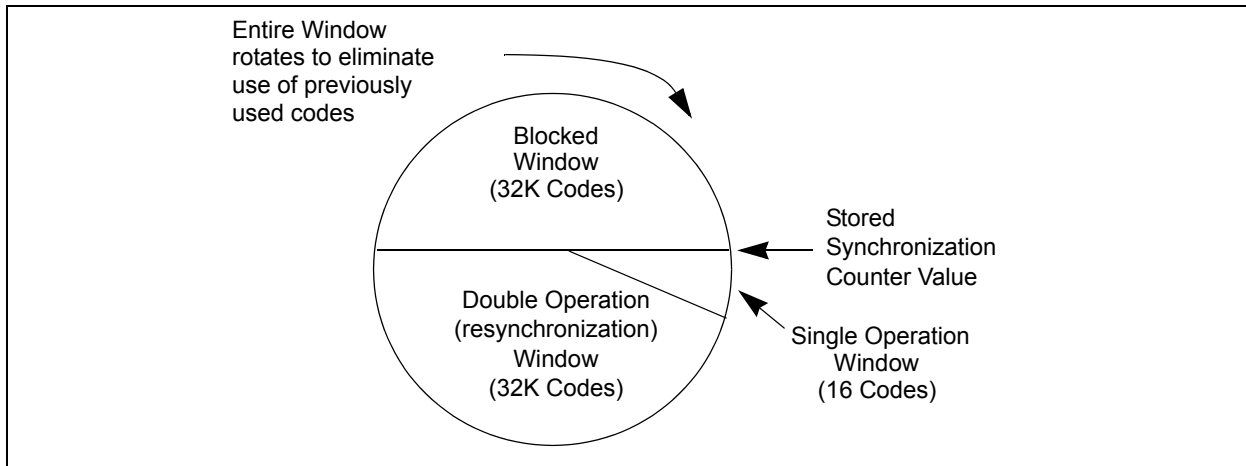 Entire Window
rotates to eliminate
use of previously
used codes
Blocked
Window
(32K Codes)
Stored
Synchronization
Counter Value
Double Operation
(resynchronization)
Window
(32K Codes)
Single Operation
Window
(16 Codes)